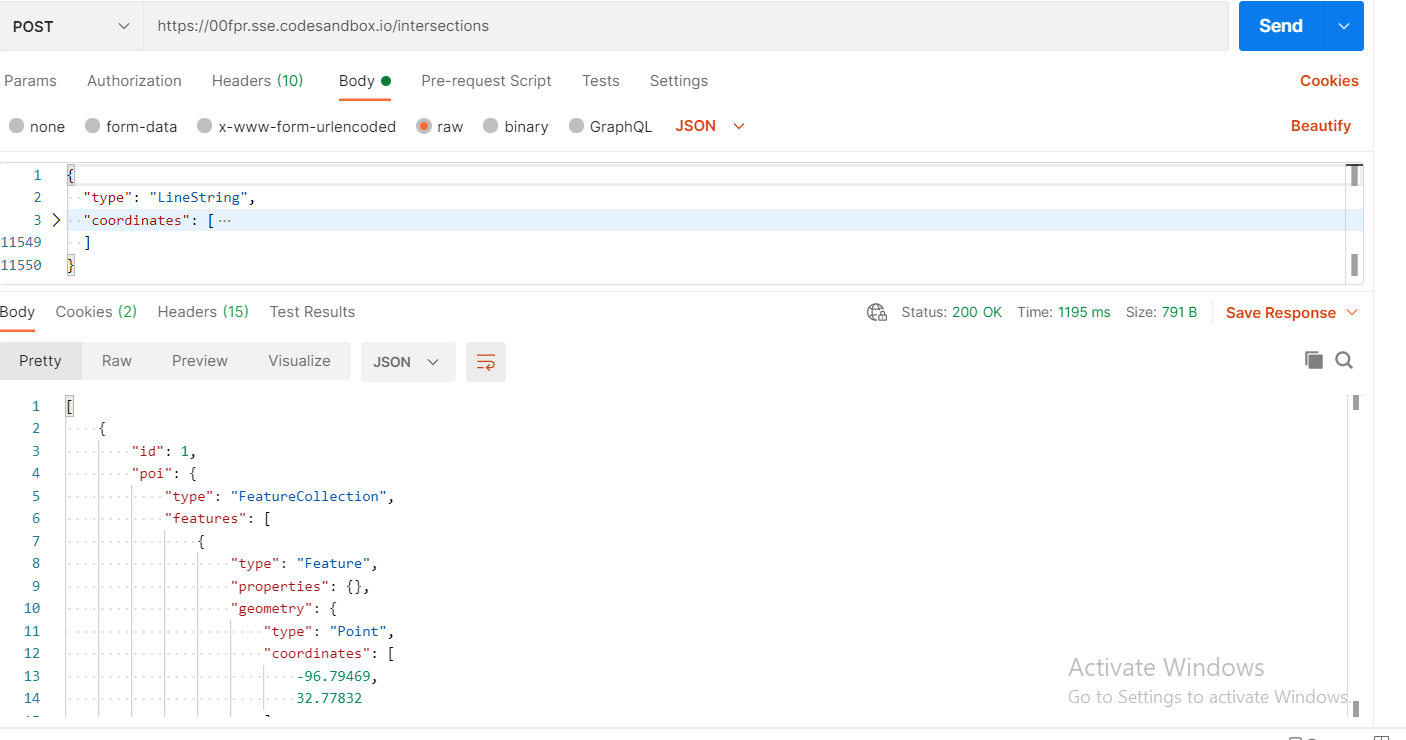 POST https://00fpr.sse.codesandbox.io/intersections Send
Params Authorization Headers (10) Body Pre-request Script Tests Settings Cookies
none form-data x-www-form-urlencoded raw binary GraphQL JSON Beautify
1 {
2 "type": "LineString",
3 "coordinates": [ ...
11549 ]
11550 }
Body Cookies (2) Headers (15) Test Results Status: 200 OK Time: 1195 ms Size: 791 B Save Response
Pretty Raw Preview Visualize JSON
1 [
2 {
3 "id": 1,
4 "poi": {
5 "type": "FeatureCollection",
6 "features": [
7 {
8 "type": "Feature",
9 "properties": {},
10 "geometry": {
11 "type": "Point",
12 "coordinates": [
13 -96.79469,
14 32.77832
Activate Windows
Go to Settings to activate Windows.